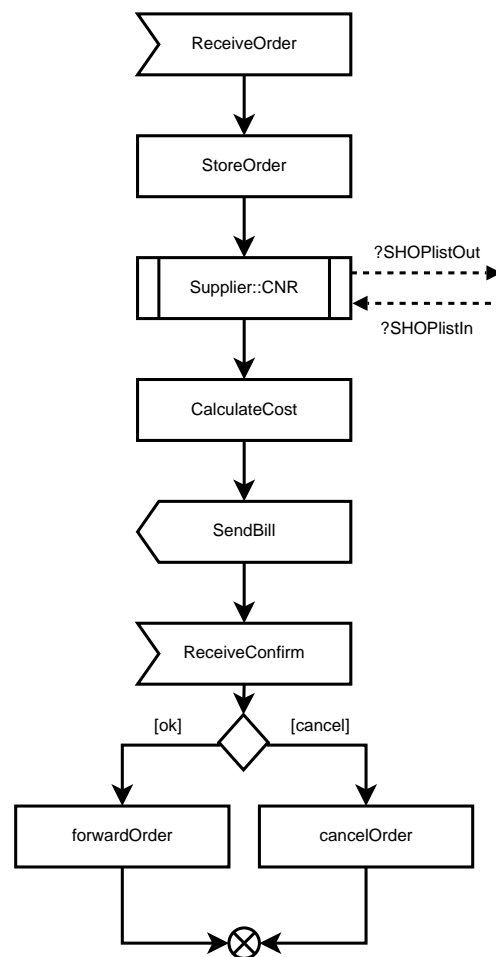 ReceiveOrder
StoreOrder
?SHOPlistOut
Supplier::CNR
?SHOPlistIn
CalculateCost
SendBill
ReceiveConfirm
[ok]
[cancel]
forwardOrder
cancelOrder